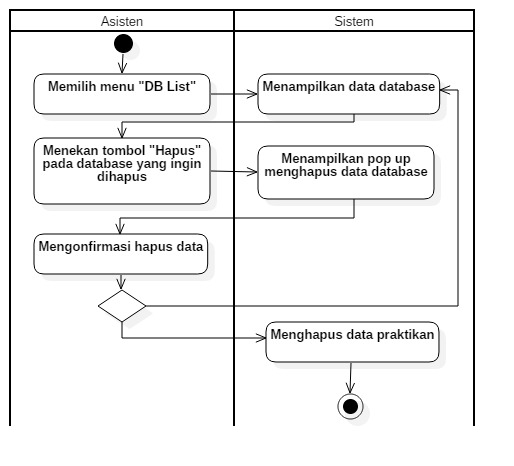 Asisten
Sistem
Memilih menu "DB List"
Menampilkan data database
Menekan tombol "Hapus"
pada database yang ingin
dihapus
Menampilkan pop up
menghapus data database
Mengonfirmasi hapus data
Menghapus data praktikan